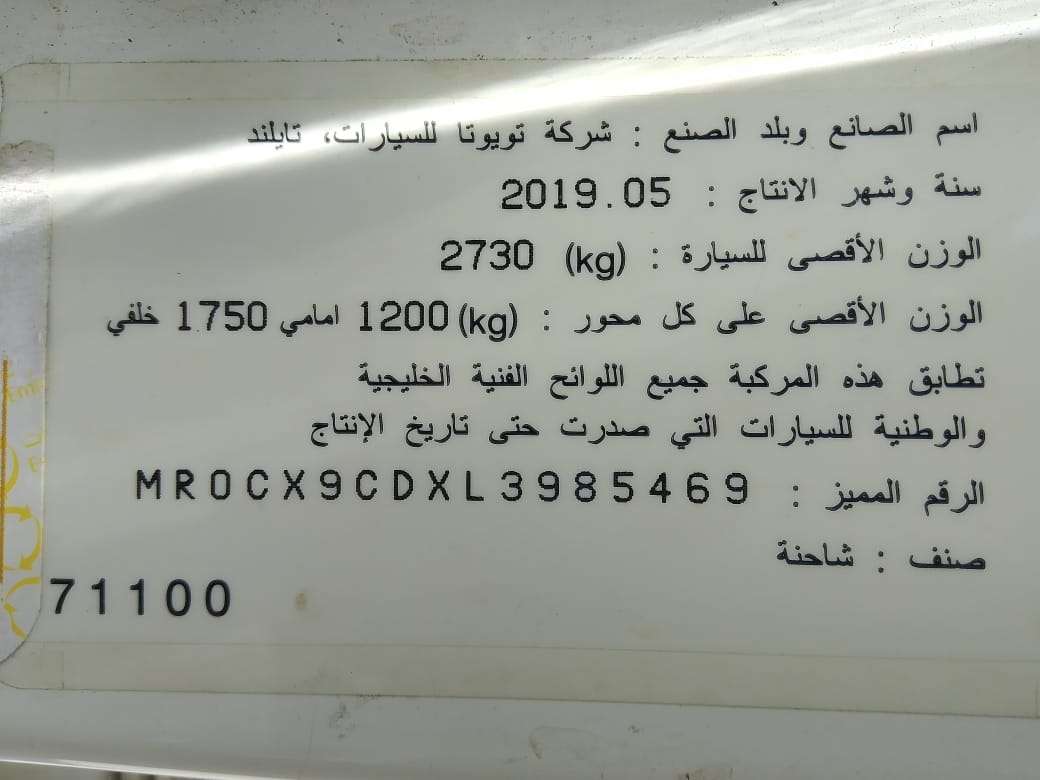 اسم الصانع وبلد الصنع : شركة تويوتا للسيارات، تايلند
سنة وشهر الانتاج : 2019.05
الوزن الأقصى للسيارة : (kg) 2730
الوزن الأقصى على كل محور : (kg) 1200 امامي 1750 خلفي
تطابق هذه المركبة جميع اللوائح الفنية الخليجية
والوطنية للسيارات التي صدرت حتى تاريخ الإنتاج
الرقم المميز : MR0CX9CDXL3985469
صنف : شاحنة
71100